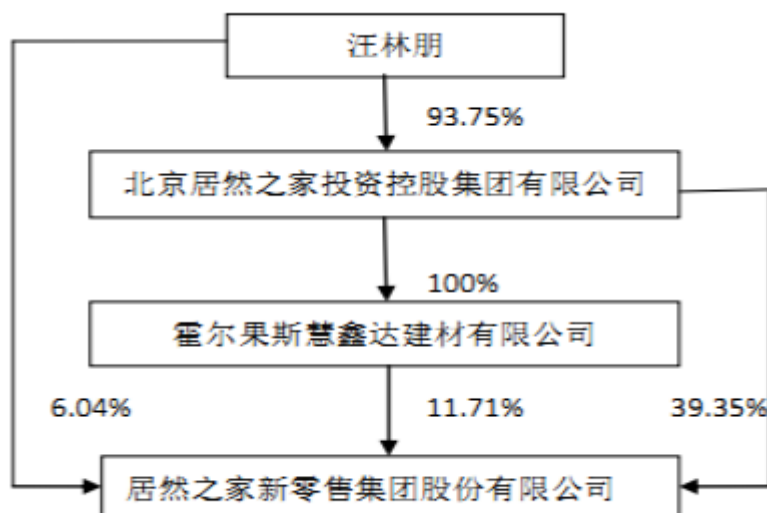 汪林朋
93.75%
北京居然之家投资控股集团有限公司
100%
霍尔果斯慧鑫达建材有限公司
6.04%
11.71%
39.35%
居然之家新零售集团股份有限公司